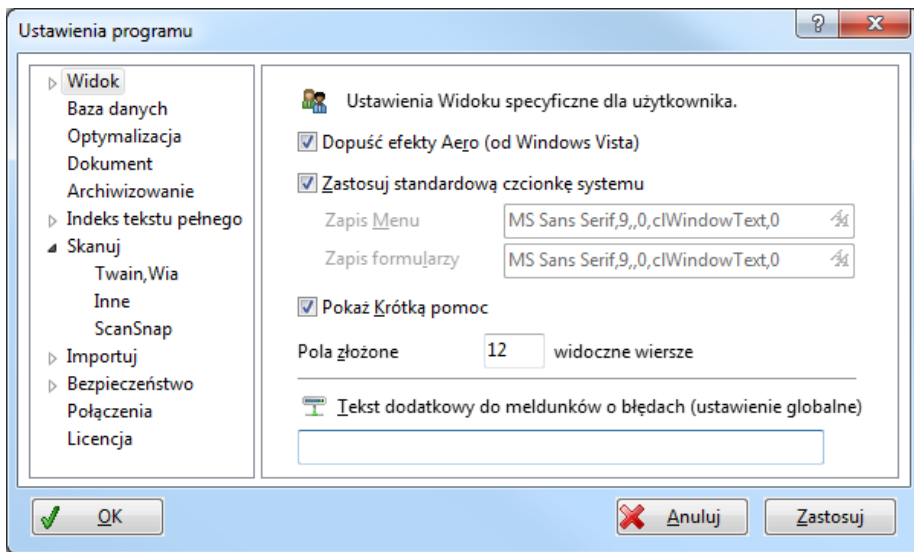 Ustawienia programu
Widok
Baza danych
Optymalizacja
Dokument
Archiwizowanie
Indeks tekstu pełnego
Skanuj
Twain,Wia
Inne
ScanSnap
Importuj
Bezpieczeństwo
Połączenia
Licencja
Ustawienia Widoku specyficzne dla użytkownika.
Dopuść efekty Aero (od Windows Vista)
Zastosuj standardową czcionkę systemu
Zapis Menu MS Sans Serif,9,,0,clWindowText,0
Zapis formularzy MS Sans Serif,9,,0,clWindowText,0
Pokaż Krótką pomoc
Pola złożone 12 widoczne wiersze
Tekst dodatkowy do meldunków o błędach (ustawienie globalne)
OK Anuluj Zastosuj